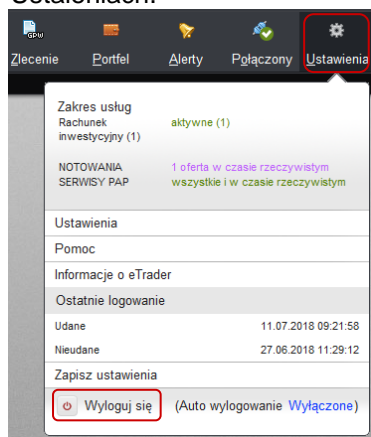 GPW
Zlecenie Portfel Alerty Połączony Ustawienia
Zakres usług
Rachunek aktywne (1)
inwestycyjny (1)
NOTOWANIA 1 oferta w czasie rzeczywistym
SERWISY PAP wszystkie i w czasie rzeczywistym
Ustawienia
Pomoc
Informacje o eTrader
Ostatnie logowanie
Udane 11.07.2018 09:21:58
Nieudane 27.06.2018 11:29:12
Zapisz ustawienia
Wyloguj się (Auto wylogowanie Wyłączone)